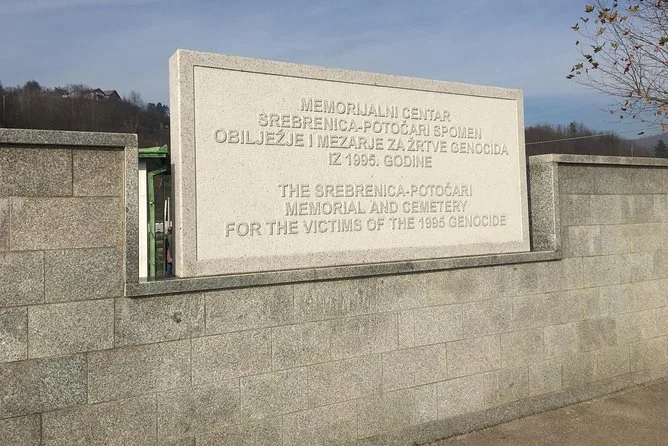 MEMORIJALNI CENTAR
SREBRENICA-POTOČARI SPOMEN
OBILJEŽJE I MEZARJE ZA ŽRTVE GENOCIDA
IZ 1995. GODINE
THE SREBRENICA-POTOČARI
MEMORIAL AND CEMETERY
FOR THE VICTIMS OF THE 1995 GENOCIDE